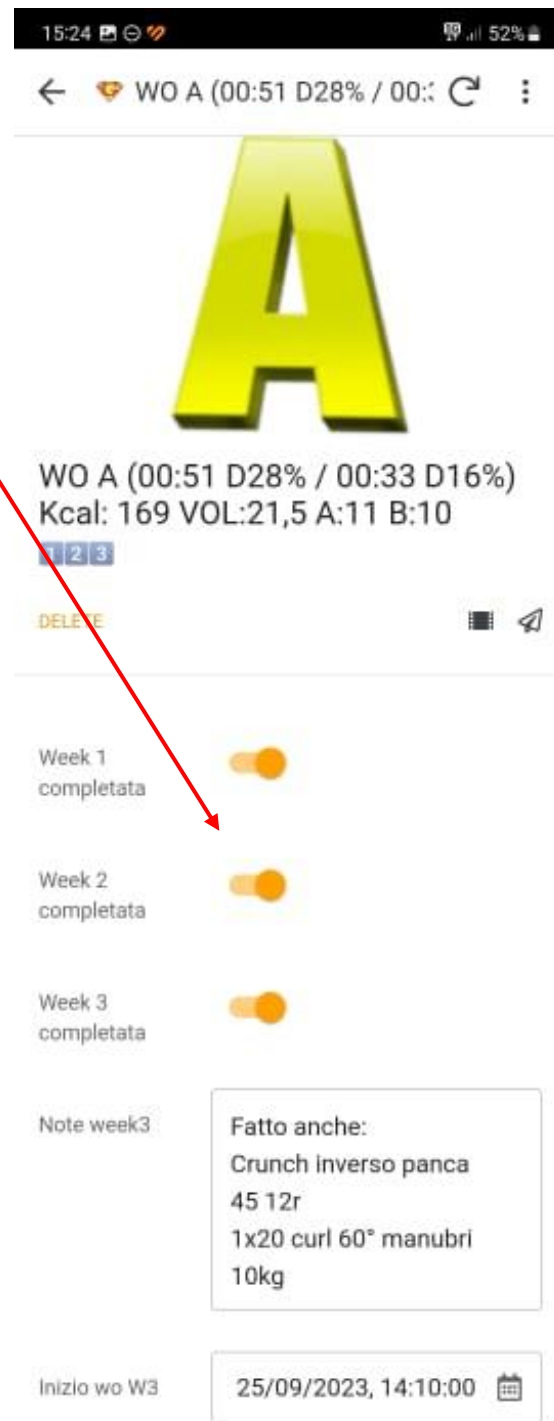 15:24 52%
WO A (00:51 D28% / 00:
A
WO A (00:51 D28% / 00:33 D16%)
Kcal: 169 VOL:21,5 A:11 B:10
1 2 3
DELETE
Week 1
completata
Week 2
completata
Week 3
completata
Note week3
Fatto anche:
Crunch inverso panca
45 12r
1x20 curl 60° manubri
10kg
Inizio wo W3
25/09/2023, 14:10:00